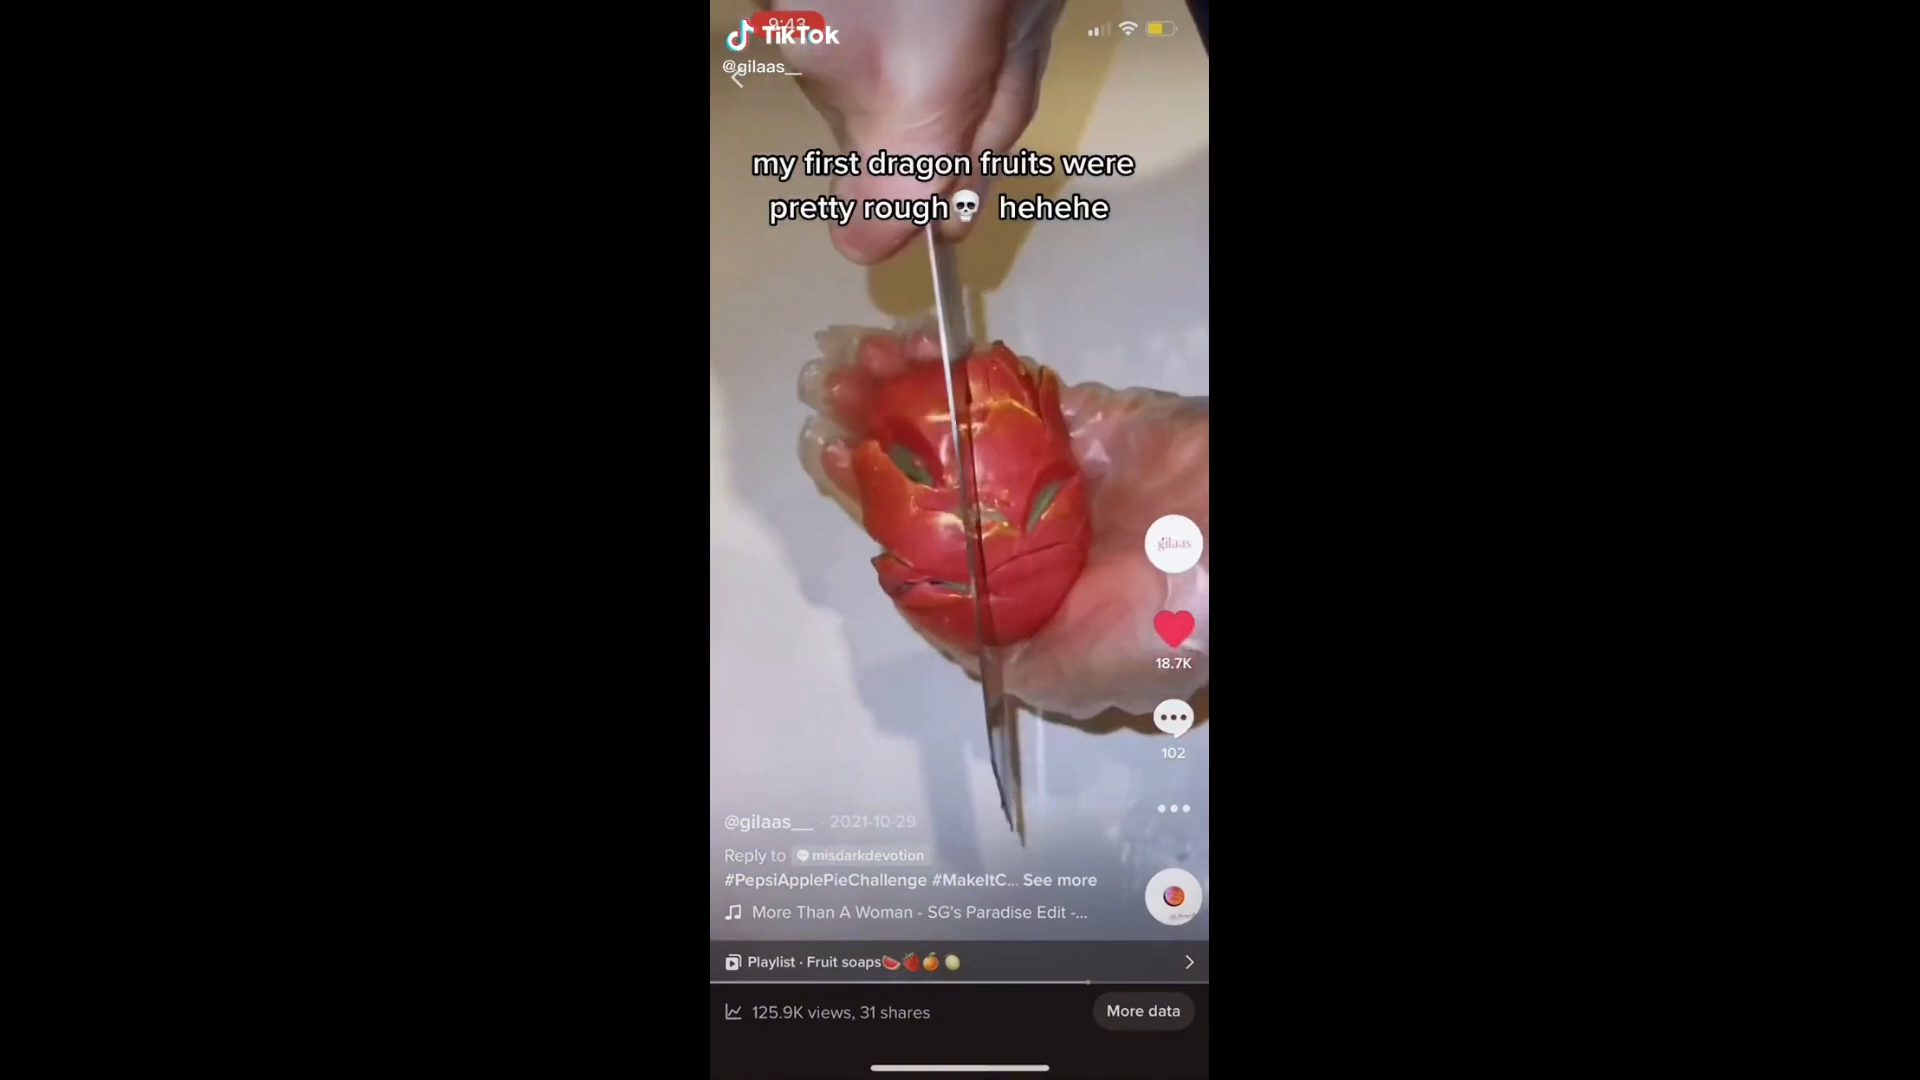 9:43
TikTok
@gilaas__
my first dragon fruits were
pretty rough💀 hehehe
gilaas
18.7K
102
@gilaas__ · 2021-10-29
Reply to misdarkdevotion
#PepsiApplePieChallenge #MakeItC... See more
More Than A Woman - SG's Paradise Edit -...
Playlist · Fruit soaps🍉🍓🍊🍈
125.9K views, 31 shares
More data